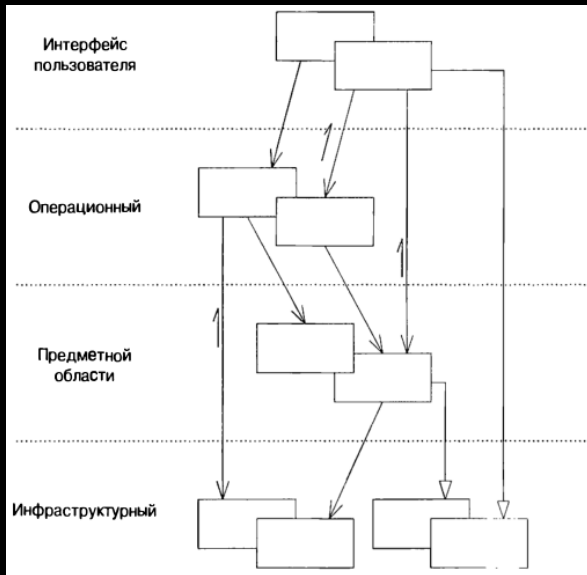 Интерфейс
пользователя
Операционный
Предметной
области
Инфраструктурный